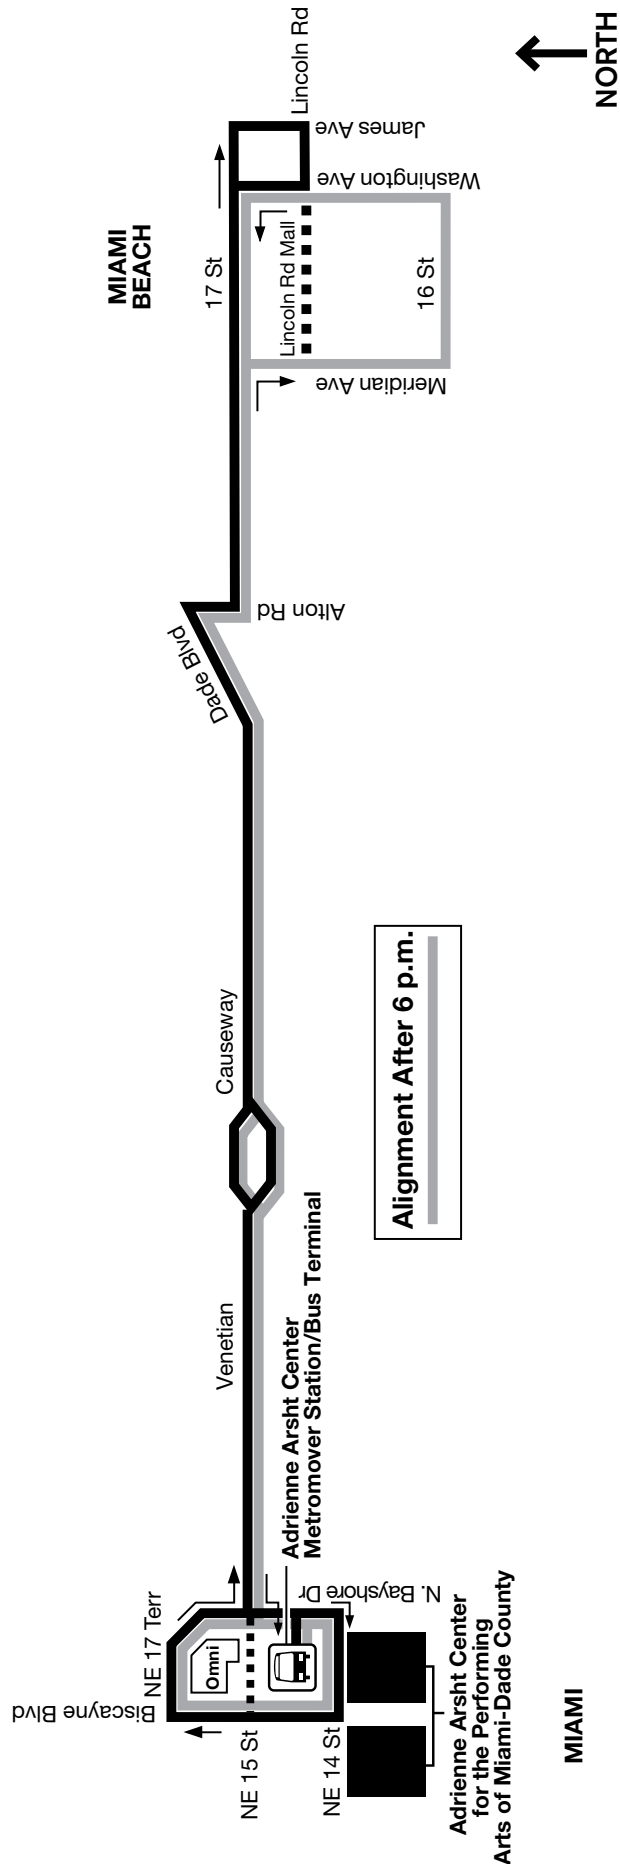 NORTH
Lincoln Rd
James Ave
Washington Ave
MIAMI
BEACH
17 St
Lincoln Rd Mall
16 St
Meridian Ave
Alton Rd
Dade Blvd
Causeway
Alignment After 6 p.m.
Venetian
Adrienne Arsht Center
Metromover Station/Bus Terminal
N. Bayshore Dr
NE 17 Terr
Omni
Biscayne Blvd
NE 15 St
NE 14 St
Adrienne Arsht Center
for the Performing
Arts of Miami-Dade County
MIAMI